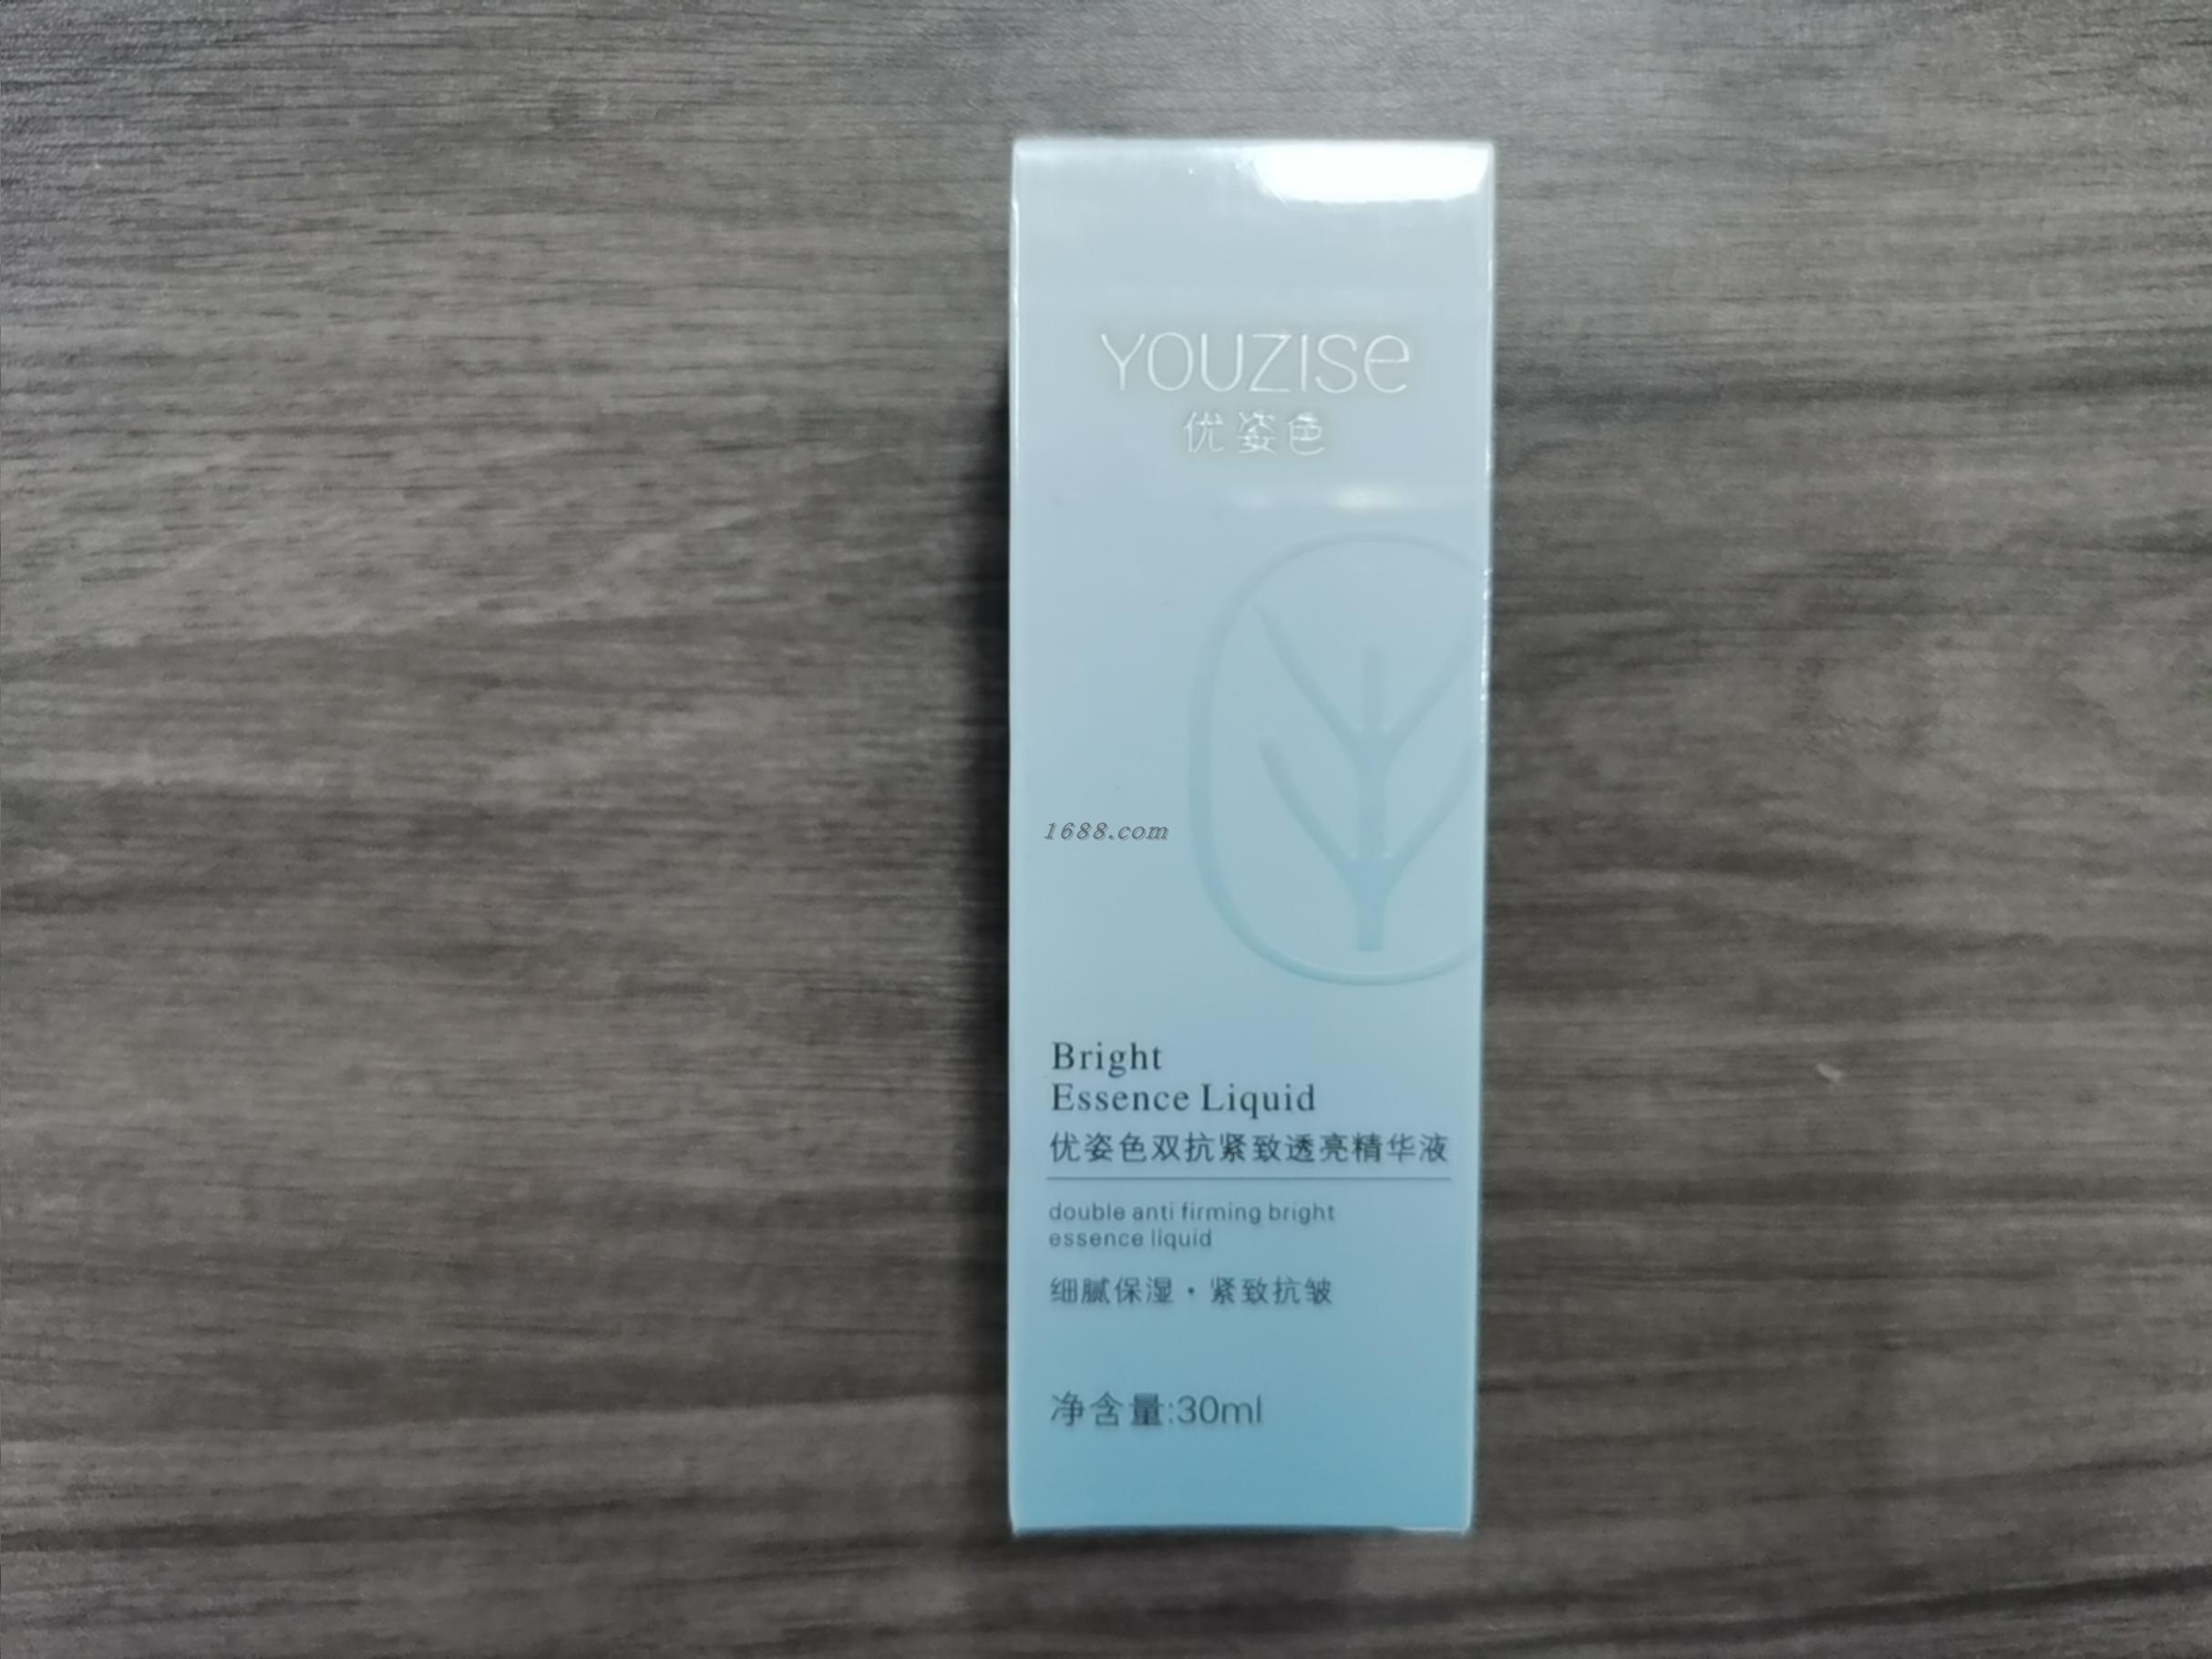 YOUZISE
优姿色
1688.com
Bright
Essence Liquid
优姿色双抗紧致透亮精华液
double anti firming bright
essence liquid
细腻保湿·紧致抗皱
净含量:30ml